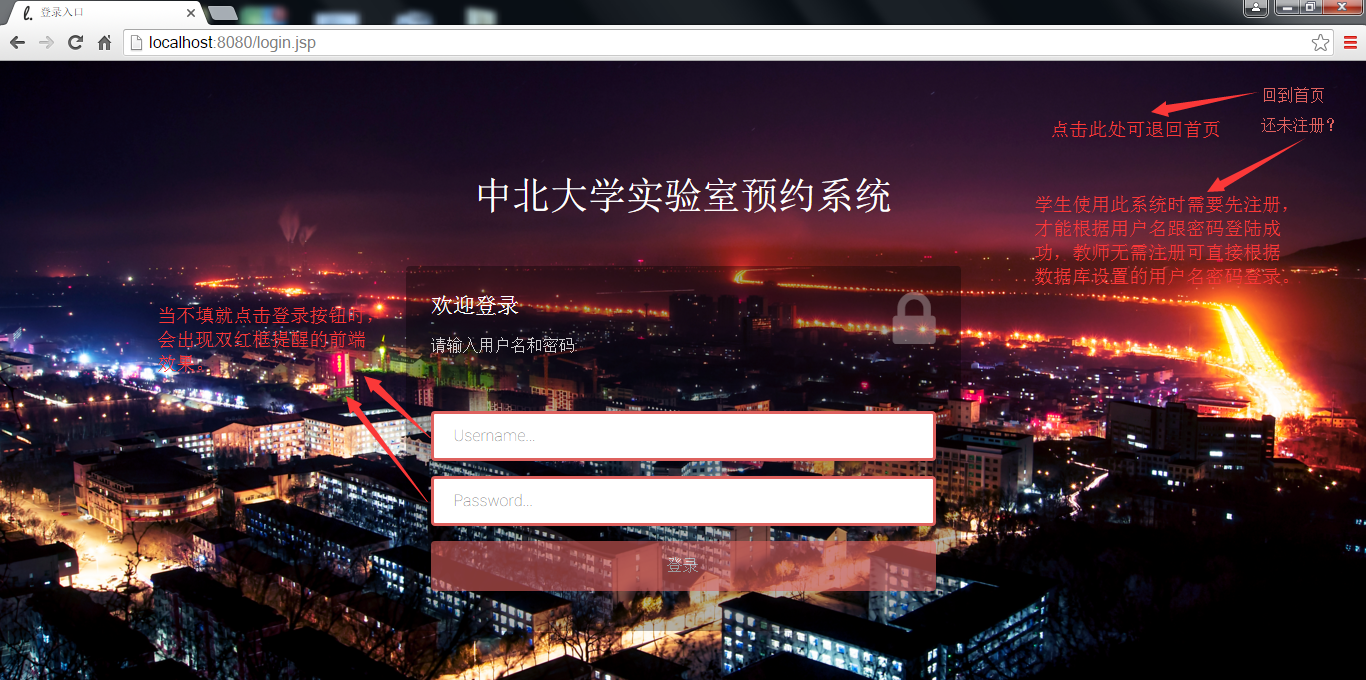 登录入口
localhost:8080/login.jsp
回到首页
点击此处可退回首页
还未注册?
中北大学实验室预约系统
学生使用此系统时需要先注册,
才能根据用户名跟密码登陆成
功，教师无需注册可直接根据
数据库设置的用户名密码登录。
欢迎登录
请输入用户名和密码:
当不填就点击登录按钮时，
会出现双红框提醒的前端
效果。
Username...
Password...
登录